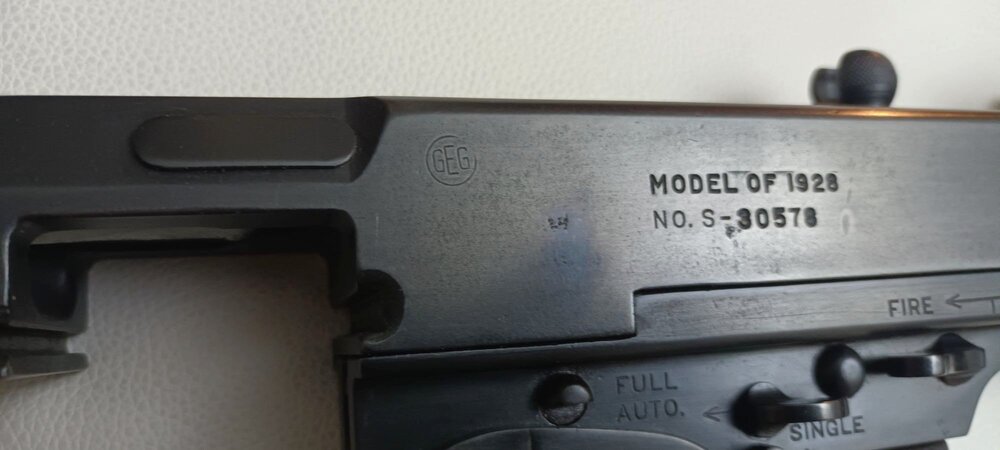 GEG
MODEL OF 1928
NO. S-30578
FIRE
FULL
AUTO.
SINGLE